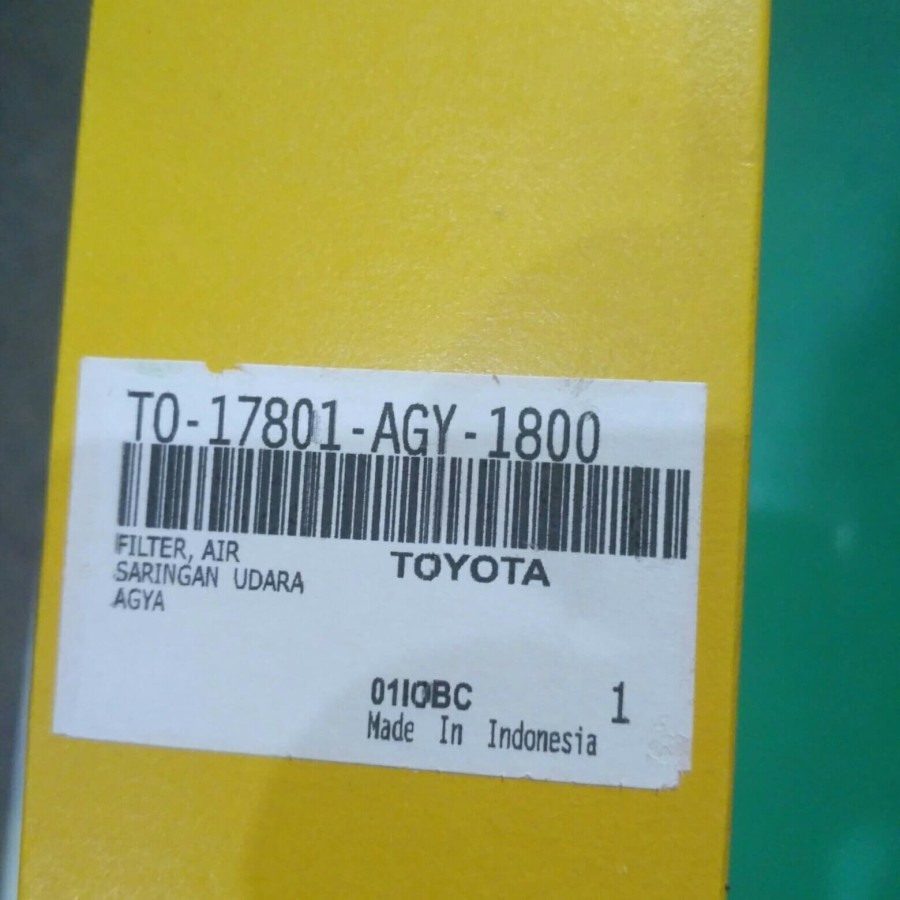 TO-17801-AGY-1800
FILTER, AIR
SARINGAN UDARA
AGYA
TOYOTA
01IOBC
1
Made In Indonesia